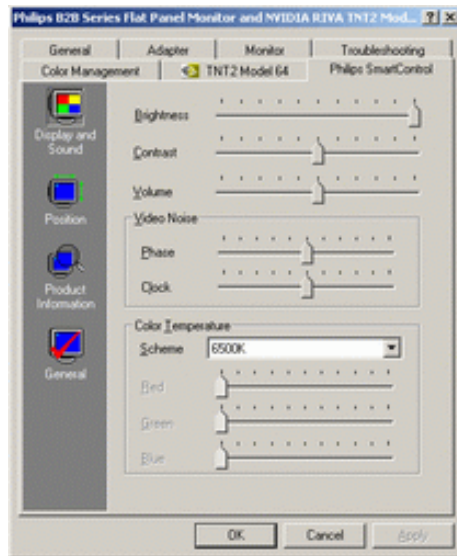 Philips B2B Series Flat Panel Monitor and NVIDIA RIVA TNT2 Mod...
General Adapter Monitor Troubleshooting
Color Management TNT2 Model 64 Philips SmartControl
Display and
Sound
Position
Product
Information
General
Brightness
Contrast
Volume
Video Noise
Phase
Clock
Color Temperature
Scheme 6500K
Red
Green
Blue
OK Cancel Apply